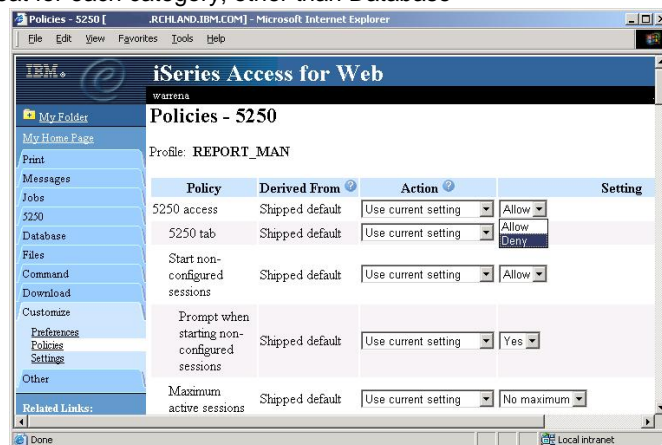 at for each category, other than Database
Policies - 5250 [ .RCHLAND.IBM.COM] - Microsoft Internet Explorer
File Edit View Favorites Tools Help
IBM.
iSeries Access for Web
warrena
My Folder
My Home Page
Print
Messages
Jobs
5250
Database
Files
Command
Download
Customize
Preferences
Policies
Settings
Other
Related Links:
Policies - 5250
Profile: REPORT_MAN
Policy Derived From ? Action ? Setting
5250 access Shipped default Use current setting Allow
Allow
Deny
5250 tab Shipped default Use current setting
Start non-
configured
sessions
Shipped default Use current setting Allow
Prompt when
starting non-
configured
sessions
Shipped default Use current setting Yes
Maximum
active sessions
Shipped default Use current setting No maximum
Done Local intranet